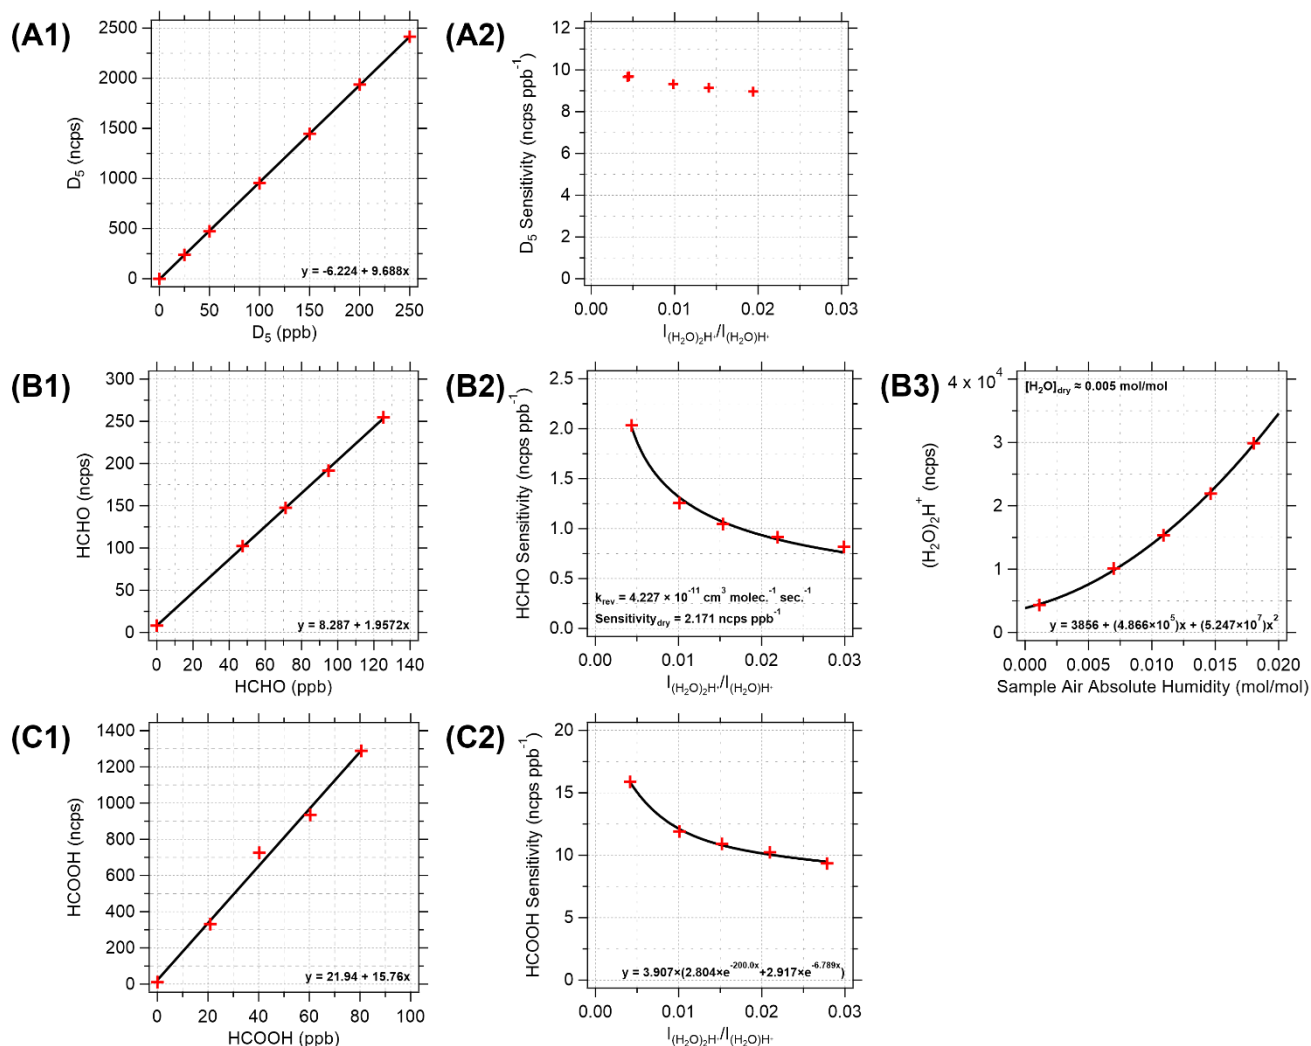 (A1)
2500
2000
1500
1000
500
0
D₅ (ncps)
y = -6.224 + 9.688x
0 50 100 150 200 250
D₅ (ppb)
(A2)
12
10
8
6
4
2
0
D₅ Sensitivity (ncps ppb⁻¹)
0.00 0.01 0.02 0.03
I(H₂O)₂H⁺/I(H₂O)H⁺
(B1)
300
250
200
150
100
50
0
HCHO (ncps)
y = 8.287 + 1.9572x
0 20 40 60 80 100 120 140
HCHO (ppb)
(B2)
2.5
2.0
1.5
1.0
0.5
0.0
HCHO Sensitivity (ncps ppb⁻¹)
k_rev = 4.227 × 10⁻¹¹ cm³ molec.⁻¹ sec.⁻¹
Sensitivity_dry = 2.171 ncps ppb⁻¹
0.00 0.01 0.02 0.03
I(H₂O)₂H⁺/I(H₂O)H⁺
(B3)
4 x 10⁴
3
2
1
0
(H₂O)₂H⁺ (ncps)
[H₂O]dry ≈ 0.005 mol/mol
y = 3856 + (4.866×10⁵)x + (5.247×10⁷)x²
0.000 0.005 0.010 0.015 0.020
Sample Air Absolute Humidity (mol/mol)
(C1)
1400
1200
1000
800
600
400
200
0
HCOOH (ncps)
y = 21.94 + 15.76x
0 20 40 60 80 100
HCOOH (ppb)
(C2)
20
15
10
5
0
HCOOH Sensitivity (ncps ppb⁻¹)
y = 3.907×(2.804×e^-200.0x+2.917×e^-6.789x)
0.00 0.01 0.02 0.03
I(H₂O)₂H⁺/I(H₂O)H⁺